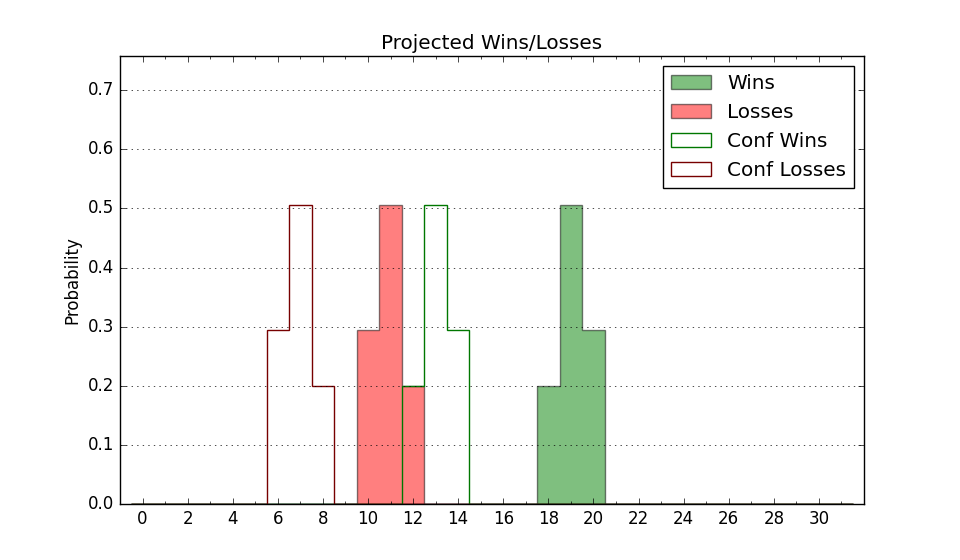 Projected Wins/Losses
Wins
Losses
Conf Wins
Conf Losses
Probability
0.7
0.6
0.5
0.4
0.3
0.2
0.1
0.0
0 2 4 6 8 10 12 14 16 18 20 22 24 26 28 30